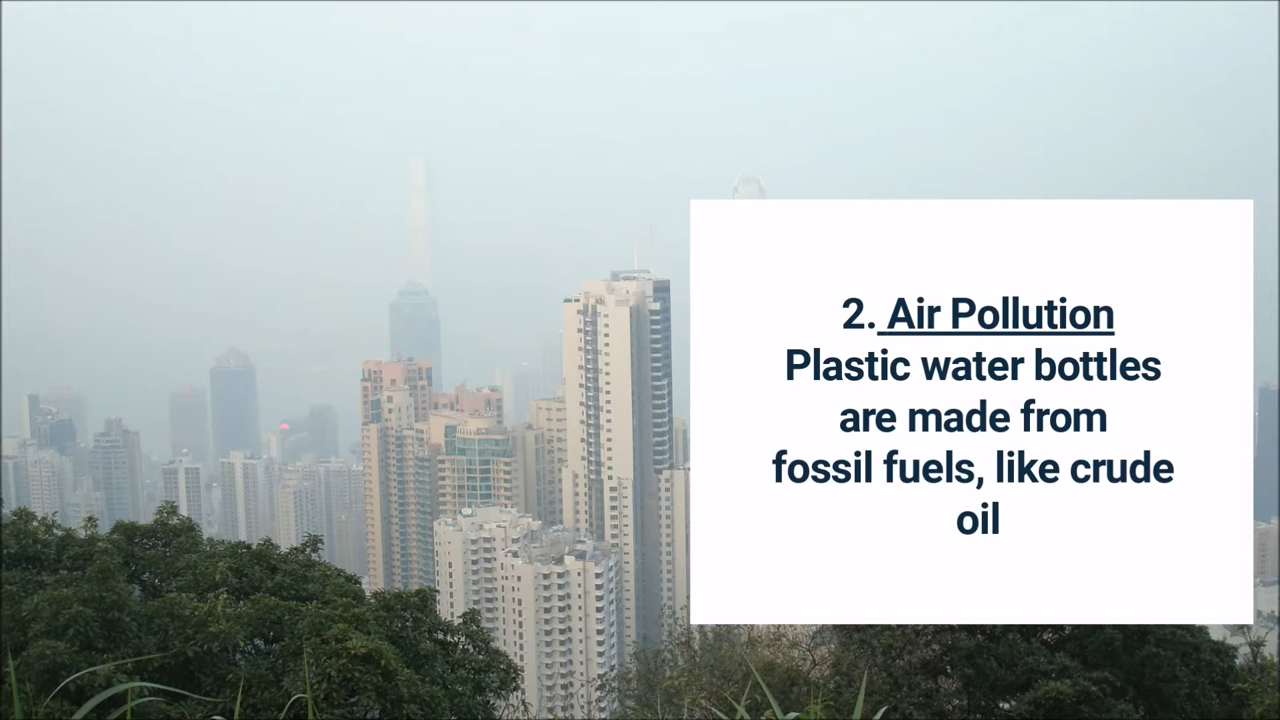 2. Air Pollution
Plastic water bottles
are made from
fossil fuels, like crude
oil